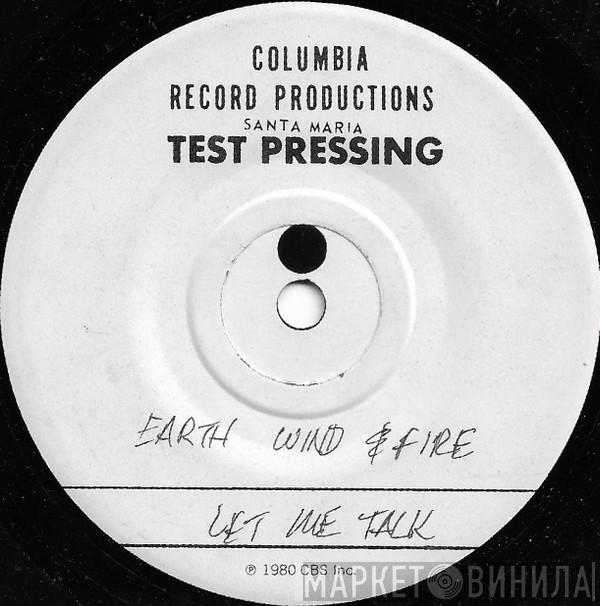 COLUMBIA
RECORD PRODUCTIONS
SANTA MARIA
TEST PRESSING
EARTH WIND & FIRE
LET ME TALK
℗ 1980 CBS Inc.
МАРКЕТ ВИНИЛА